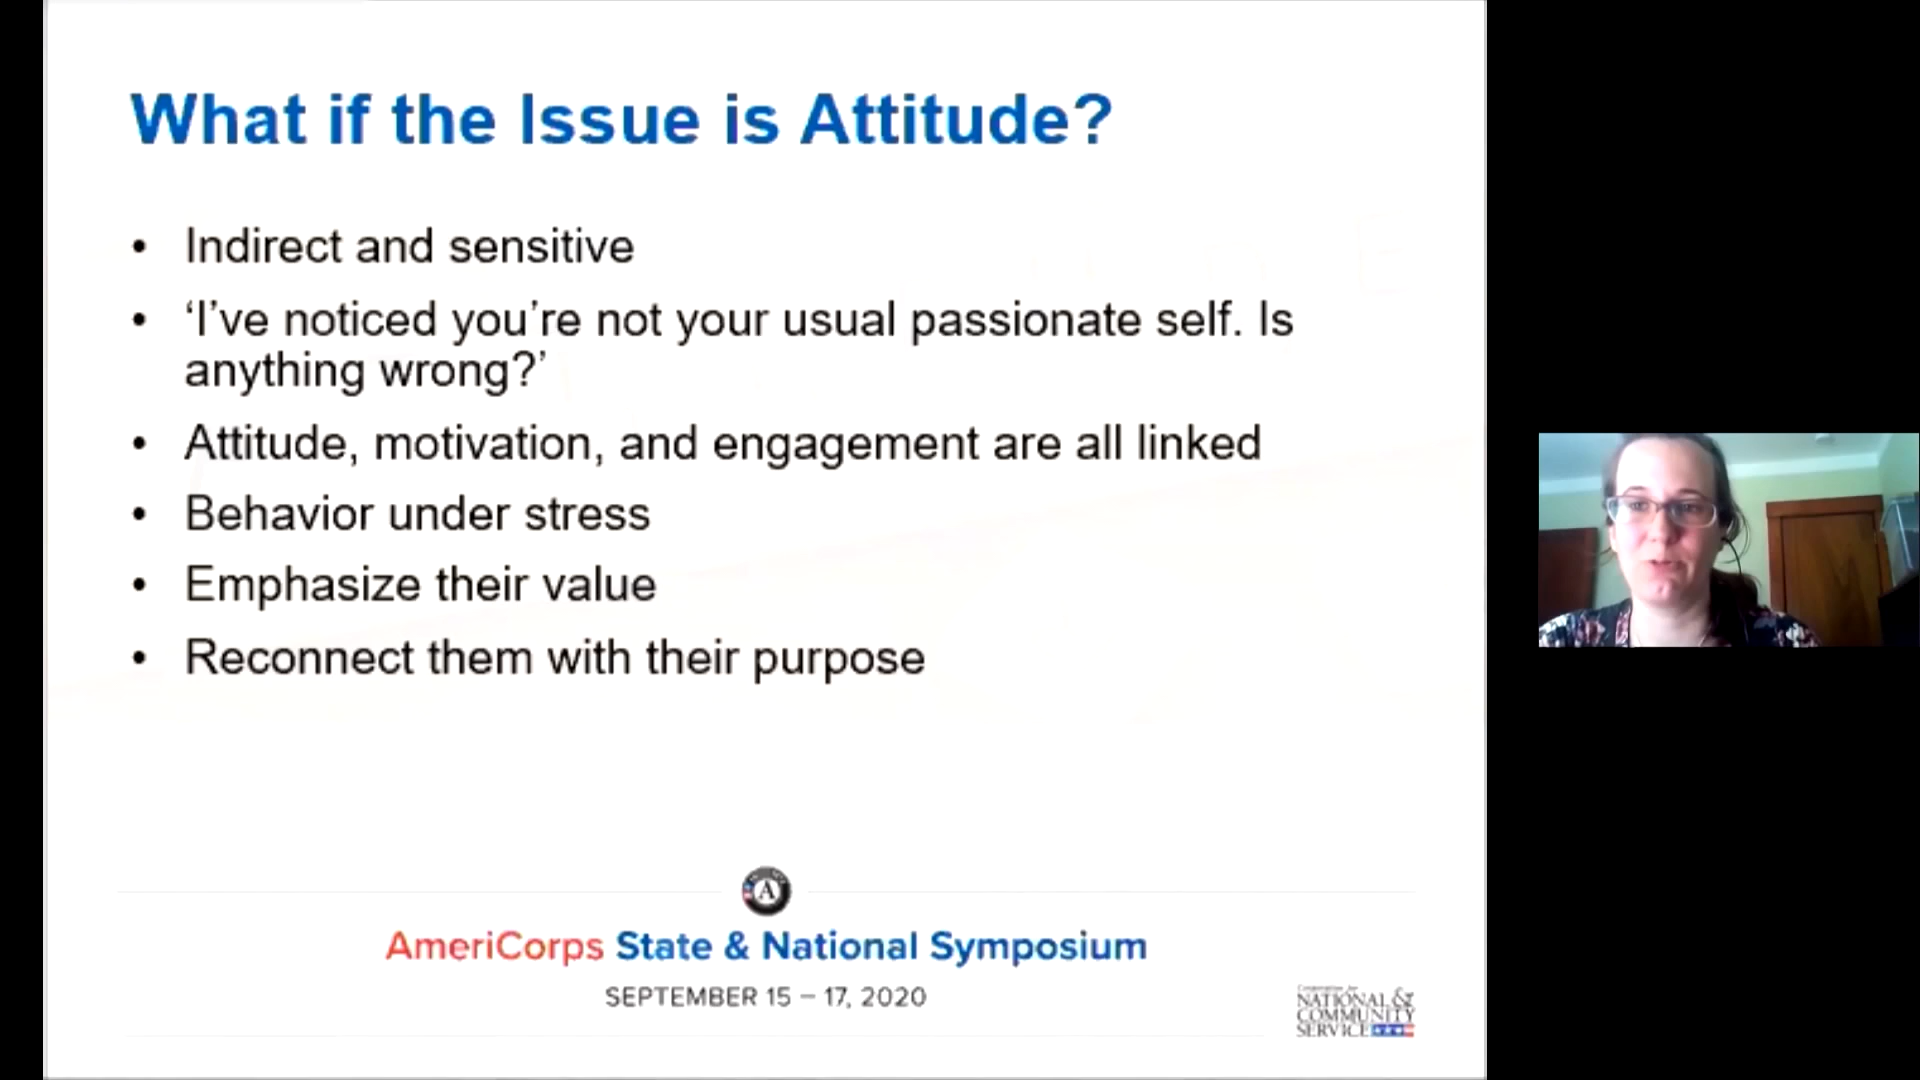 What if the Issue is Attitude?
• Indirect and sensitive
• ‘I’ve noticed you’re not your usual passionate self. Is
anything wrong?’
• Attitude, motivation, and engagement are all linked
• Behavior under stress
• Emphasize their value
• Reconnect them with their purpose
A
AmeriCorps State & National Symposium
SEPTEMBER 15 – 17, 2020
Corporation for
NATIONAL &
COMMUNITY
SERVICE